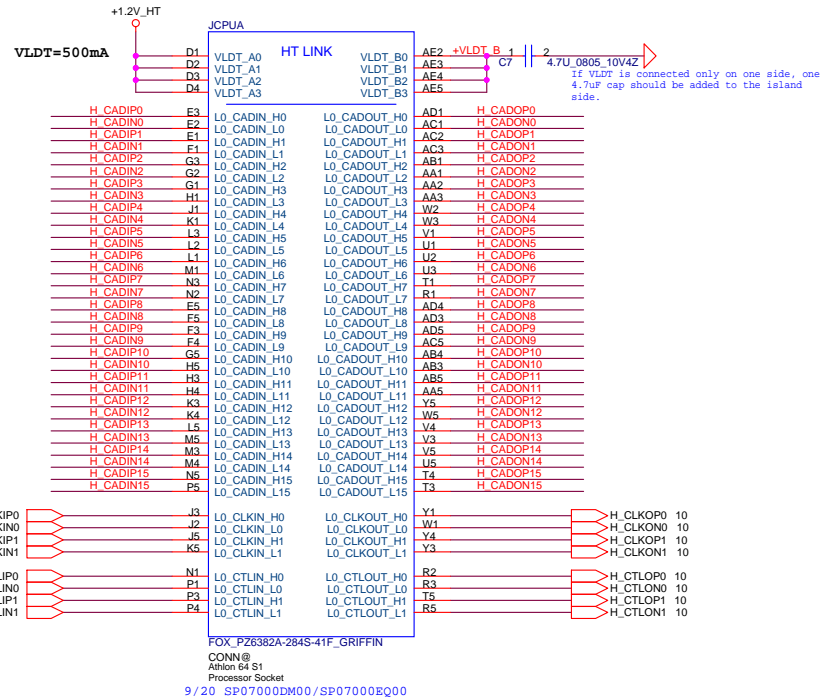 +1.2V_HT
JCPUA
VLDT=500mA
HT LINK
D1 VLDT_A0 VLDT_B0 AE2 +VLDT_B 1 C7 2 4.7U_0805_10V4Z
D2 VLDT_A1 VLDT_B1 AE3
D3 VLDT_A2 VLDT_B2 AE4
D4 VLDT_A3 VLDT_B3 AE5
If VLDT is connected only on one side, one
4.7uF cap should be added to the island
side.
H_CADIP0 E3 L0_CADIN_H0 L0_CADOUT_H0 AD1 H_CADOP0
H_CADIN0 E2 L0_CADIN_L0 L0_CADOUT_L0 AC1 H_CADON0
H_CADIP1 E1 L0_CADIN_H1 L0_CADOUT_H1 AC2 H_CADOP1
H_CADIN1 F1 L0_CADIN_L1 L0_CADOUT_L1 AC3 H_CADON1
H_CADIP2 G3 L0_CADIN_H2 L0_CADOUT_H2 AB1 H_CADOP2
H_CADIN2 G2 L0_CADIN_L2 L0_CADOUT_L2 AA1 H_CADON2
H_CADIP3 G1 L0_CADIN_H3 L0_CADOUT_H3 AA2 H_CADOP3
H_CADIN3 H1 L0_CADIN_L3 L0_CADOUT_L3 AA3 H_CADON3
H_CADIP4 J1 L0_CADIN_H4 L0_CADOUT_H4 W2 H_CADOP4
H_CADIN4 K1 L0_CADIN_L4 L0_CADOUT_L4 W3 H_CADON4
H_CADIP5 L3 L0_CADIN_H5 L0_CADOUT_H5 V1 H_CADOP5
H_CADIN5 L2 L0_CADIN_L5 L0_CADOUT_L5 U1 H_CADON5
H_CADIP6 L1 L0_CADIN_H6 L0_CADOUT_H6 U2 H_CADOP6
H_CADIN6 M1 L0_CADIN_L6 L0_CADOUT_L6 U3 H_CADON6
H_CADIP7 N3 L0_CADIN_H7 L0_CADOUT_H7 T1 H_CADOP7
H_CADIN7 N2 L0_CADIN_L7 L0_CADOUT_L7 R1 H_CADON7
H_CADIP8 E5 L0_CADIN_H8 L0_CADOUT_H8 AD4 H_CADOP8
H_CADIN8 F5 L0_CADIN_L8 L0_CADOUT_L8 AD3 H_CADON8
H_CADIP9 F3 L0_CADIN_H9 L0_CADOUT_H9 AD5 H_CADOP9
H_CADIN9 F4 L0_CADIN_L9 L0_CADOUT_L9 AC5 H_CADON9
H_CADIP10 G5 L0_CADIN_H10 L0_CADOUT_H10 AB4 H_CADOP10
H_CADIN10 H5 L0_CADIN_L10 L0_CADOUT_L10 AB3 H_CADON10
H_CADIP11 H3 L0_CADIN_H11 L0_CADOUT_H11 AB5 H_CADOP11
H_CADIN11 H4 L0_CADIN_L11 L0_CADOUT_L11 AA5 H_CADON11
H_CADIP12 K3 L0_CADIN_H12 L0_CADOUT_H12 Y5 H_CADOP12
H_CADIN12 K4 L0_CADIN_L12 L0_CADOUT_L12 W5 H_CADON12
H_CADIP13 L5 L0_CADIN_H13 L0_CADOUT_H13 V4 H_CADOP13
H_CADIN13 M5 L0_CADIN_L13 L0_CADOUT_L13 V3 H_CADON13
H_CADIP14 M3 L0_CADIN_H14 L0_CADOUT_H14 V5 H_CADOP14
H_CADIN14 M4 L0_CADIN_L14 L0_CADOUT_L14 U5 H_CADON14
H_CADIP15 N5 L0_CADIN_H15 L0_CADOUT_H15 T4 H_CADOP15
H_CADIN15 P5 L0_CADIN_L15 L0_CADOUT_L15 T3 H_CADON15
KIP0 J3 L0_CLKIN_H0 L0_CLKOUT_H0 Y1 H_CLKOP0 10
KIN0 J2 L0_CLKIN_L0 L0_CLKOUT_L0 W1 H_CLKON0 10
KIP1 J5 L0_CLKIN_H1 L0_CLKOUT_H1 Y4 H_CLKOP1 10
KIN1 K5 L0_CLKIN_L1 L0_CLKOUT_L1 Y3 H_CLKON1 10
LIP0 N1 L0_CTLIN_H0 L0_CTLOUT_H0 R2 H_CTLOP0 10
LIN0 P1 L0_CTLIN_L0 L0_CTLOUT_L0 R3 H_CTLON0 10
LIP1 P3 L0_CTLIN_H1 L0_CTLOUT_H1 T5 H_CTLOP1 10
LIN1 P4 L0_CTLIN_L1 L0_CTLOUT_L1 R5 H_CTLON1 10
FOX_PZ6382A-284S-41F_GRIFFIN
CONN@
Athlon 64 S1
Processor Socket
9/20 SP07000DM00/SP07000EQ00